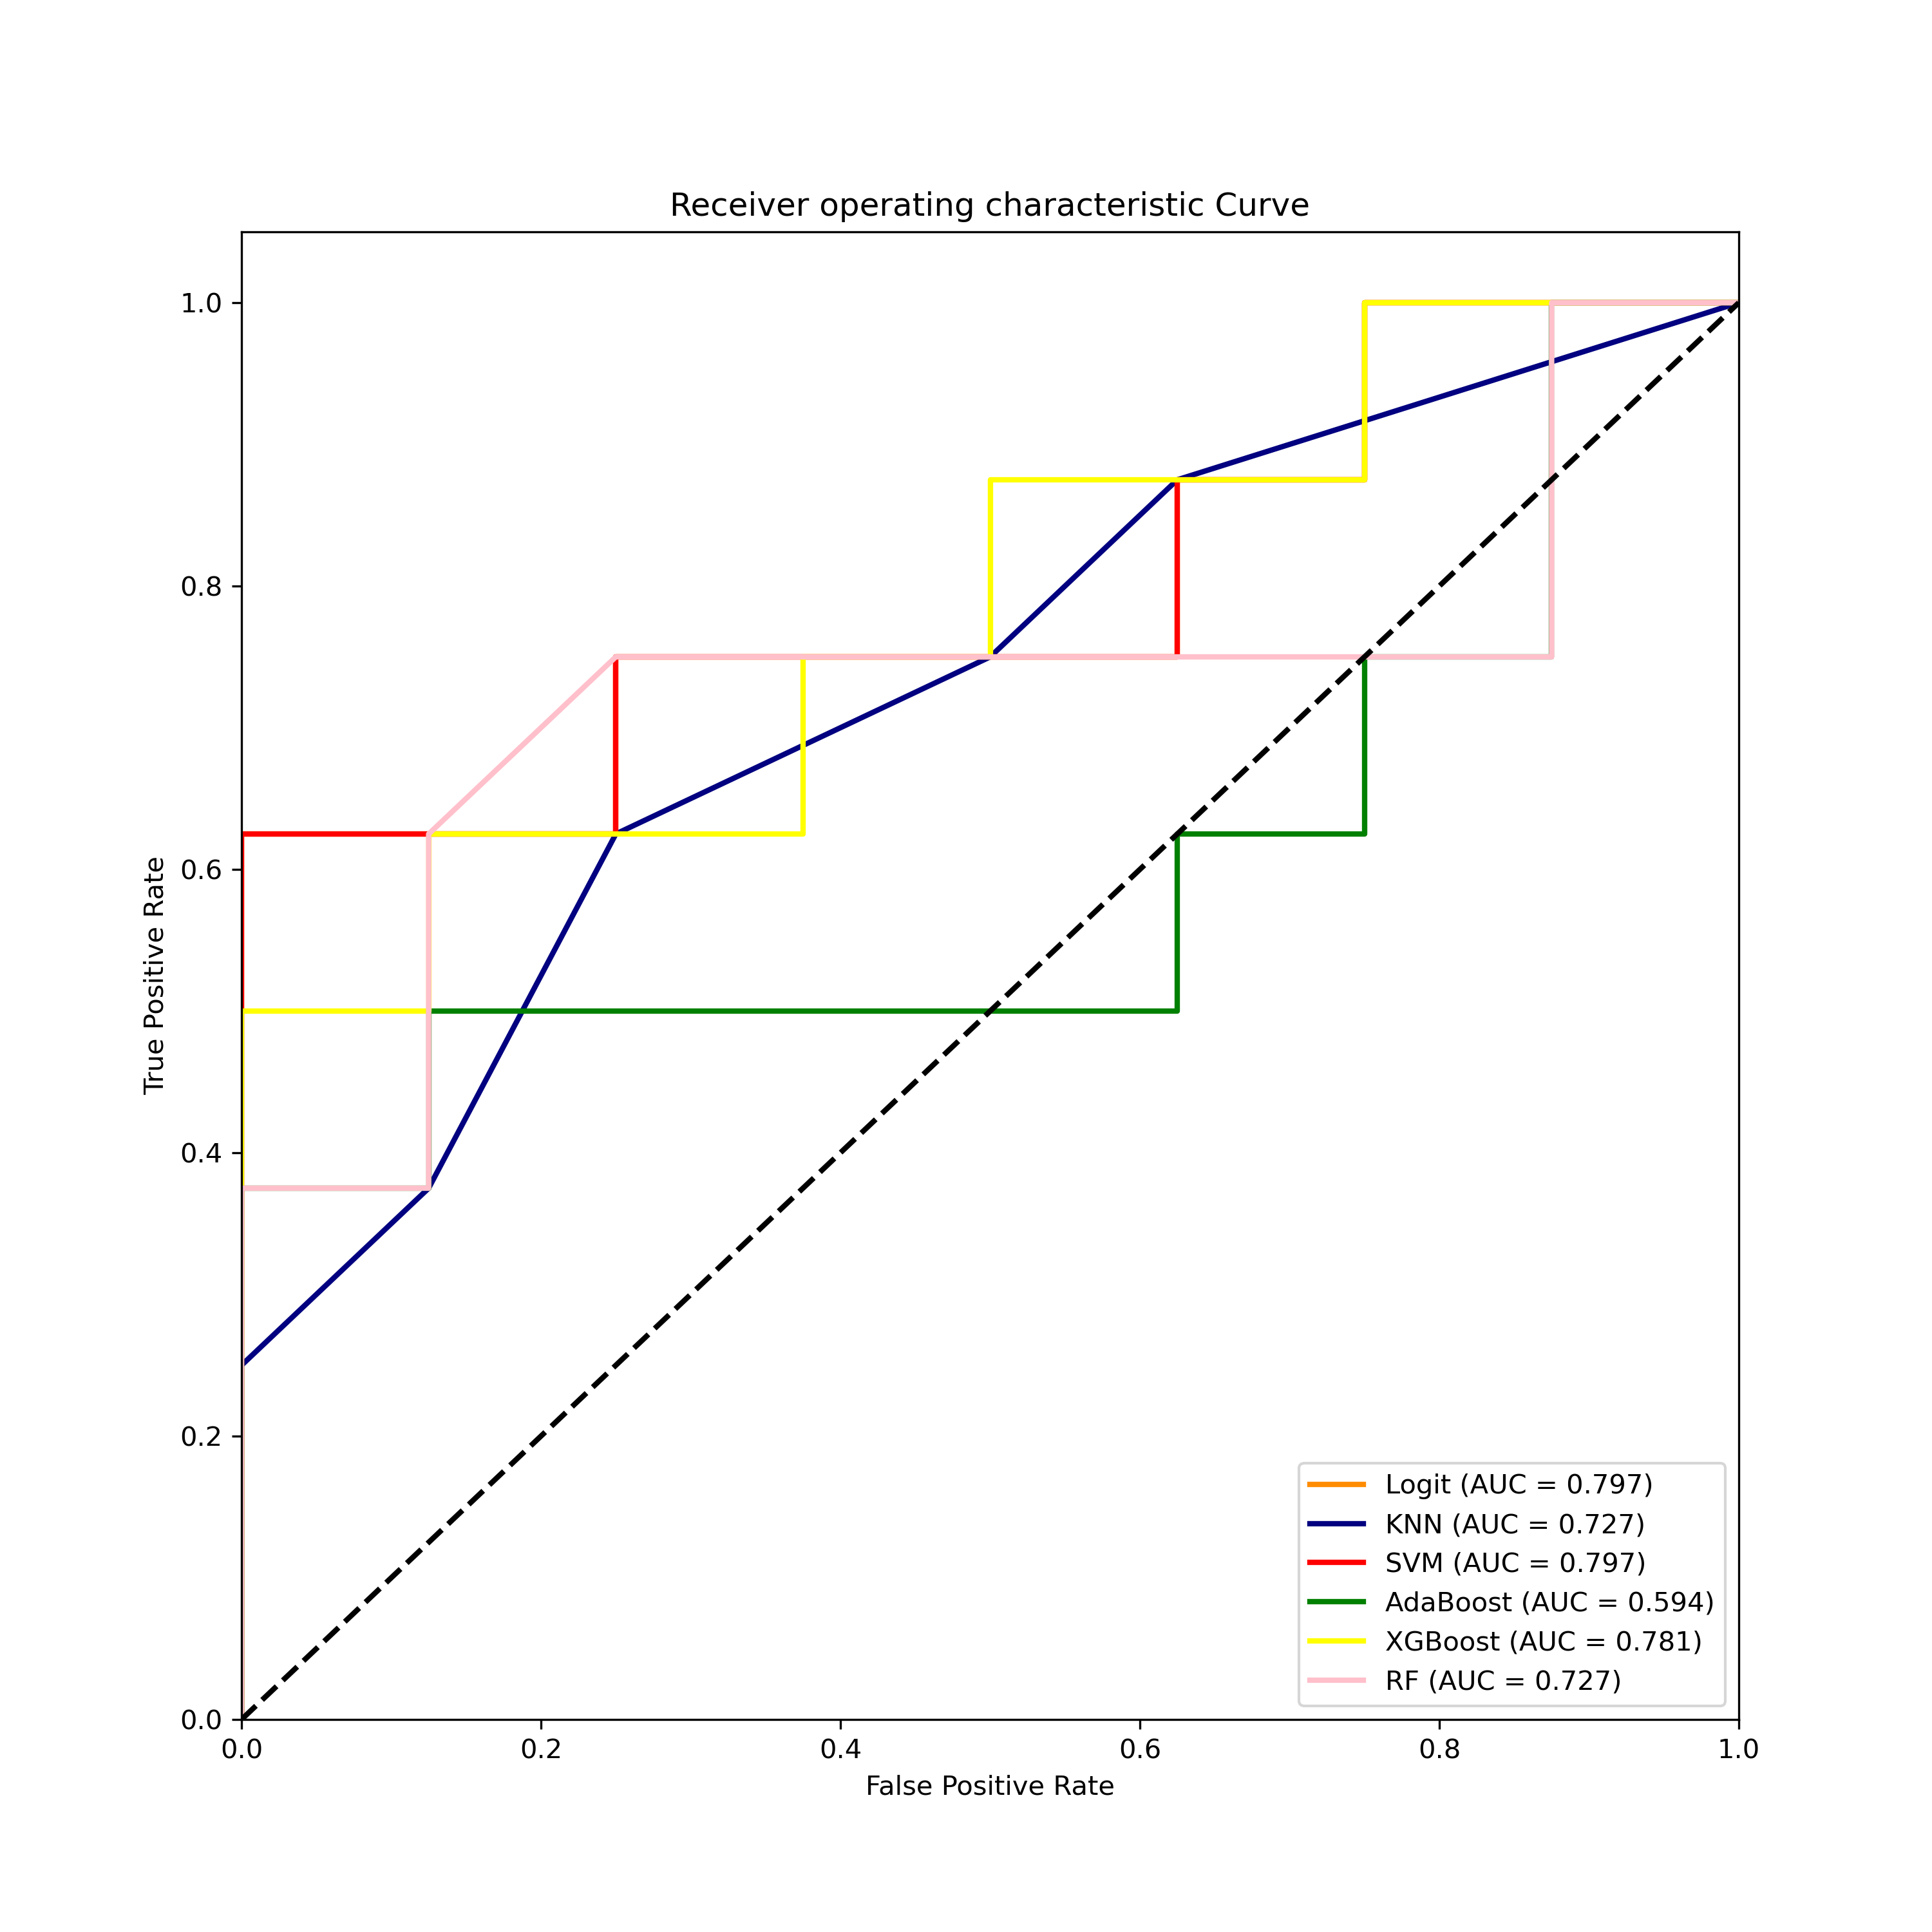 Receiver operating characteristic Curve
True Positive Rate
1.0
0.8
0.6
0.4
0.2
0.0
0.0 0.2 0.4 0.6 0.8 1.0
False Positive Rate
Logit (AUC = 0.797)
KNN (AUC = 0.727)
SVM (AUC = 0.797)
AdaBoost (AUC = 0.594)
XGBoost (AUC = 0.781)
RF (AUC = 0.727)